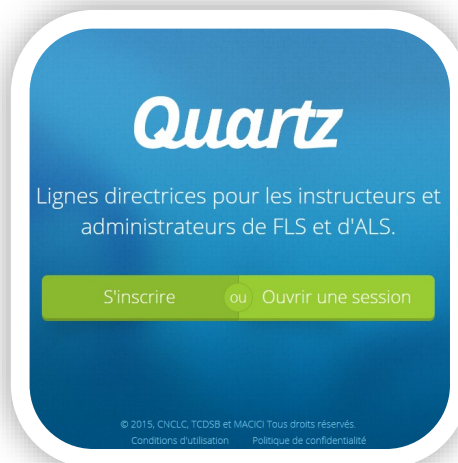 Quartz
Lignes directrices pour les instructeurs et
administrateurs de FLS et d'ALS.
S'inscrire ou Ouvrir une session
© 2015, CNCLC, TCDSB et MACICI Tous droits réservés.
Conditions d'utilisation Politique de confidentialité